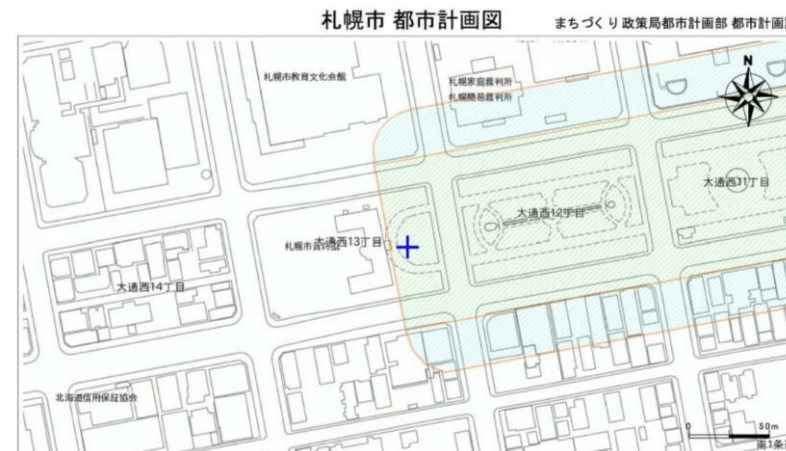 札幌市 都市計画図
まちづくり政策局都市計画部 都市計画
札幌市教育文化会館
札幌家庭裁判所
札幌簡易裁判所
N
大通西11丁目
大通西12丁目
大通西13丁目
札幌市資料館
大通西14丁目
北海道信用保証協会
0 50m
南1条